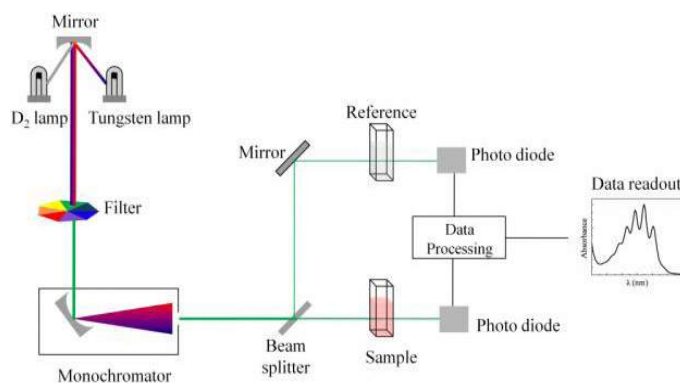 Mirror
D₂ lamp
Tungsten lamp
Filter
Monochromator
Mirror
Beam
splitter
Reference
Sample
Photo diode
Data
Processing
Photo diode
Data readout
Absorbance
λ (nm)